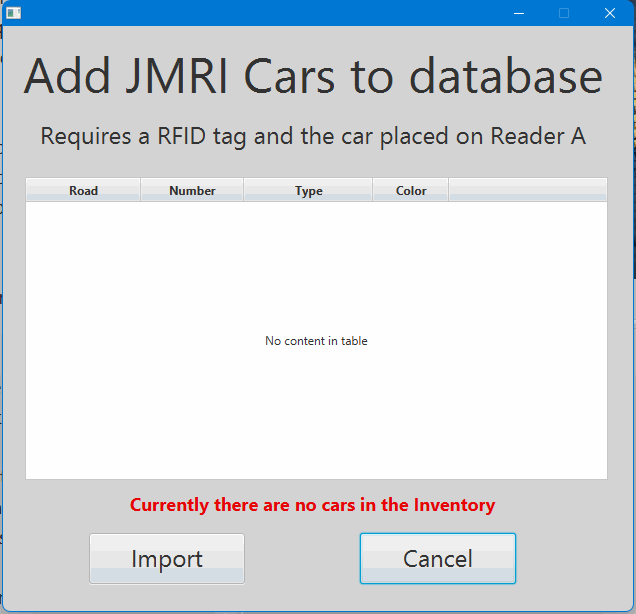 Add JMRI Cars to database
Requires a RFID tag and the car placed on Reader A
Road Number Type Color
No content in table
Currently there are no cars in the Inventory
Import Cancel